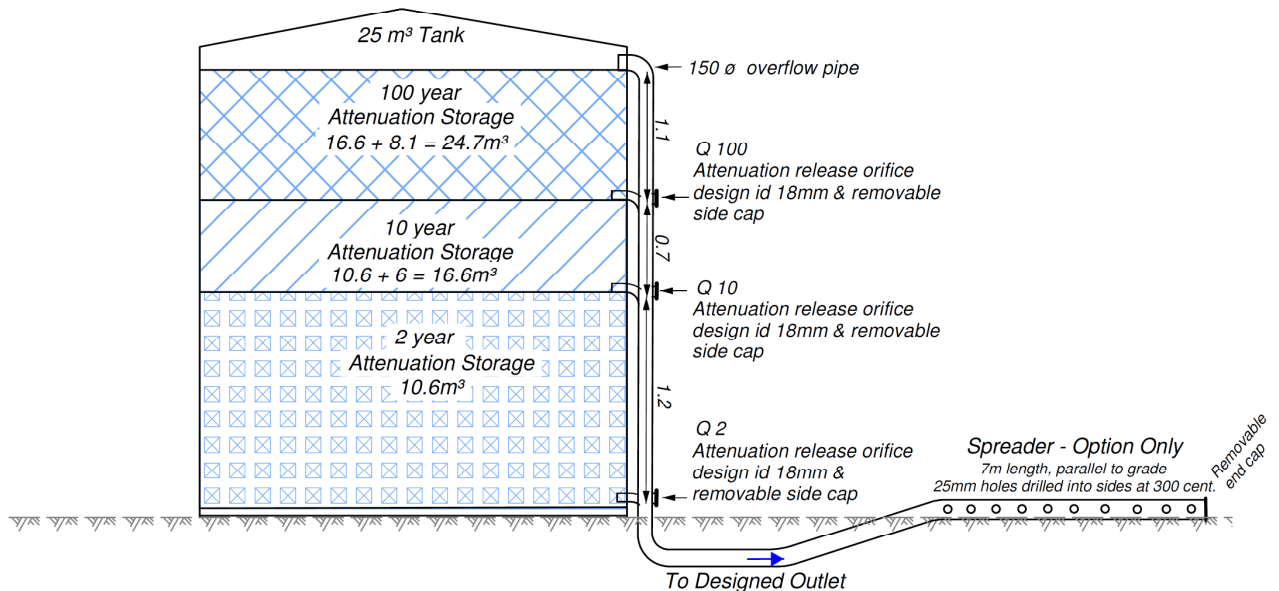 25 m³ Tank
150 ø overflow pipe
100 year
Attenuation Storage
16.6 + 8.1 = 24.7m³
1.1
Q 100
Attenuation release orifice
design id 18mm & removable
side cap
10 year
Attenuation Storage
10.6 + 6 = 16.6m³
0.7
Q 10
Attenuation release orifice
design id 18mm & removable
side cap
2 year
Attenuation Storage
10.6m³
1.2
Q 2
Attenuation release orifice
design id 18mm &
removable side cap
Spreader - Option Only
7m length, parallel to grade
25mm holes drilled into sides at 300 cent.
Removable
end cap
To Designed Outlet